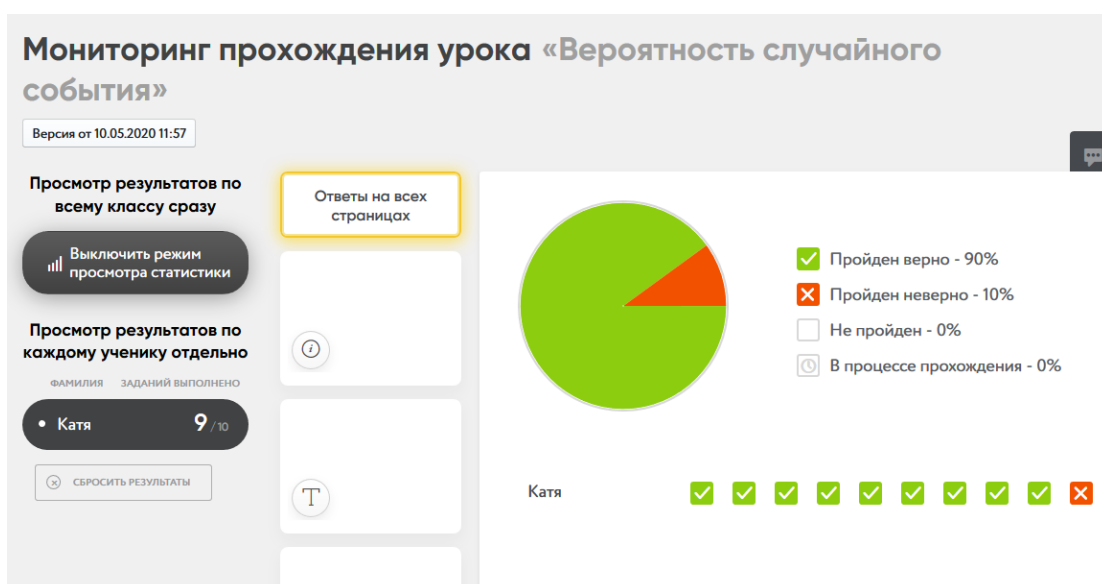 Мониторинг прохождения урока «Вероятность случайного
события»
Версия от 10.05.2020 11:57
Просмотр результатов по
всему классу сразу
Выключить режим
просмотра статистики
Просмотр результатов по
каждому ученику отдельно
ФАМИЛИЯ ЗАДАНИЙ ВЫПОЛНЕНО
Катя 9 / 10
СБРОСИТЬ РЕЗУЛЬТАТЫ
Ответы на всех
страницах
i
T
Пройден верно - 90%
Пройден неверно - 10%
Не пройден - 0%
В процессе прохождения - 0%
Катя